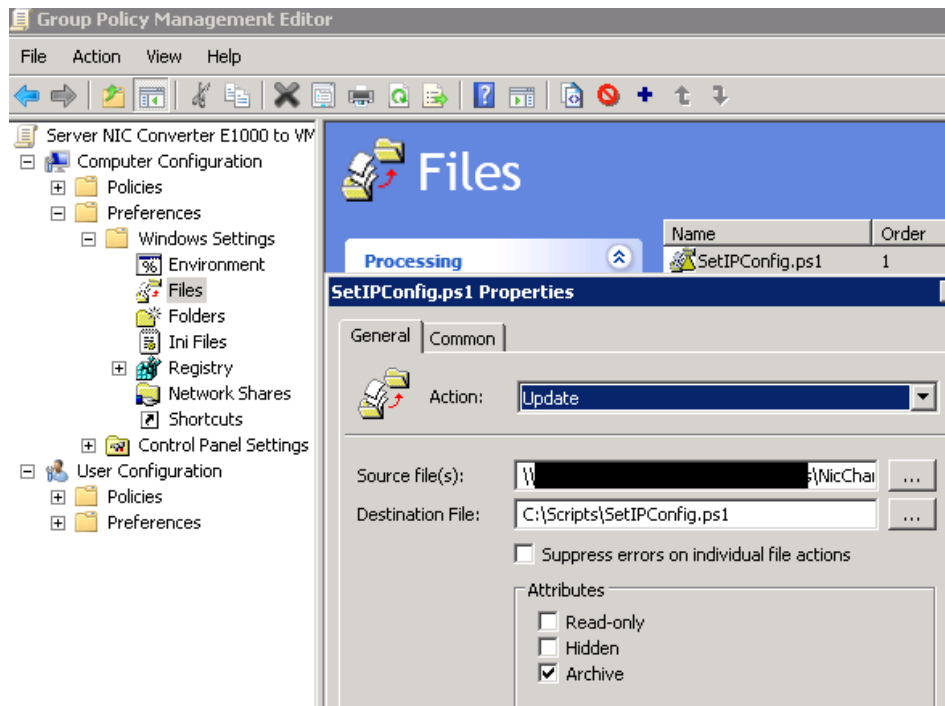 Group Policy Management Editor
File Action View Help
Server NIC Converter E1000 to
Computer Configuration
Policies
Preferences
Windows Settings
Environment
Files
Folders
Ini Files
Registry
Network Shares
Shortcuts
Control Panel Settings
User Configuration
Policies
Preferences
Files
Processing
Name Order
SetIPConfig.ps1 1
SetIPConfig.ps1 Properties
General Common
Action: Update
Source file(s): \\ \NicChar ...
Destination File: C:\Scripts\SetIPConfig.ps1 ...
Suppress errors on individual file actions
Attributes
Read-only
Hidden
Archive